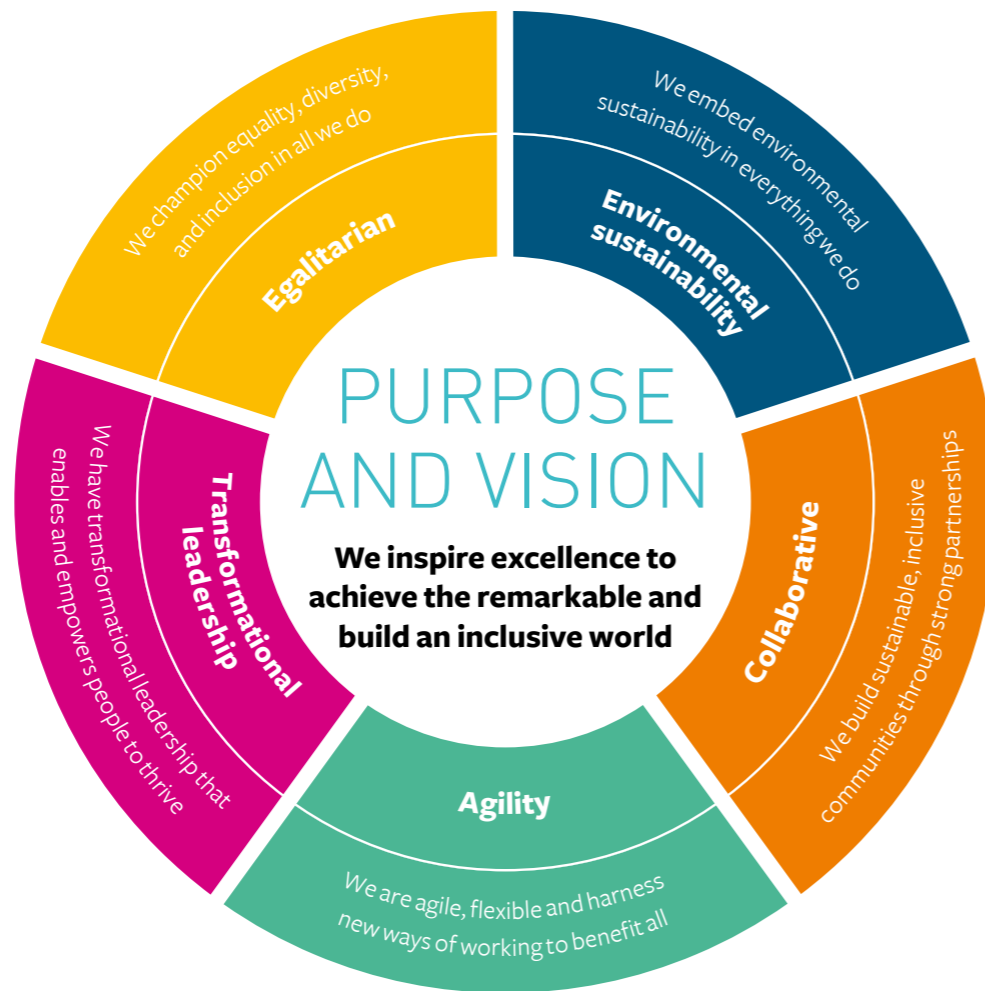 PURPOSE
AND VISION
We inspire excellence to
achieve the remarkable and
build an inclusive world
Environmental
sustainability
We embed environmental
sustainability in everything we do
Collaborative
We build sustainable, inclusive
communities through strong partnerships
Agility
We are agile, flexible and harness
new ways of working to benefit all
Transformational
leadership
We have transformational leadership that
enables and empowers people to thrive
Egalitarian
We champion equality, diversity,
and inclusion in all we do